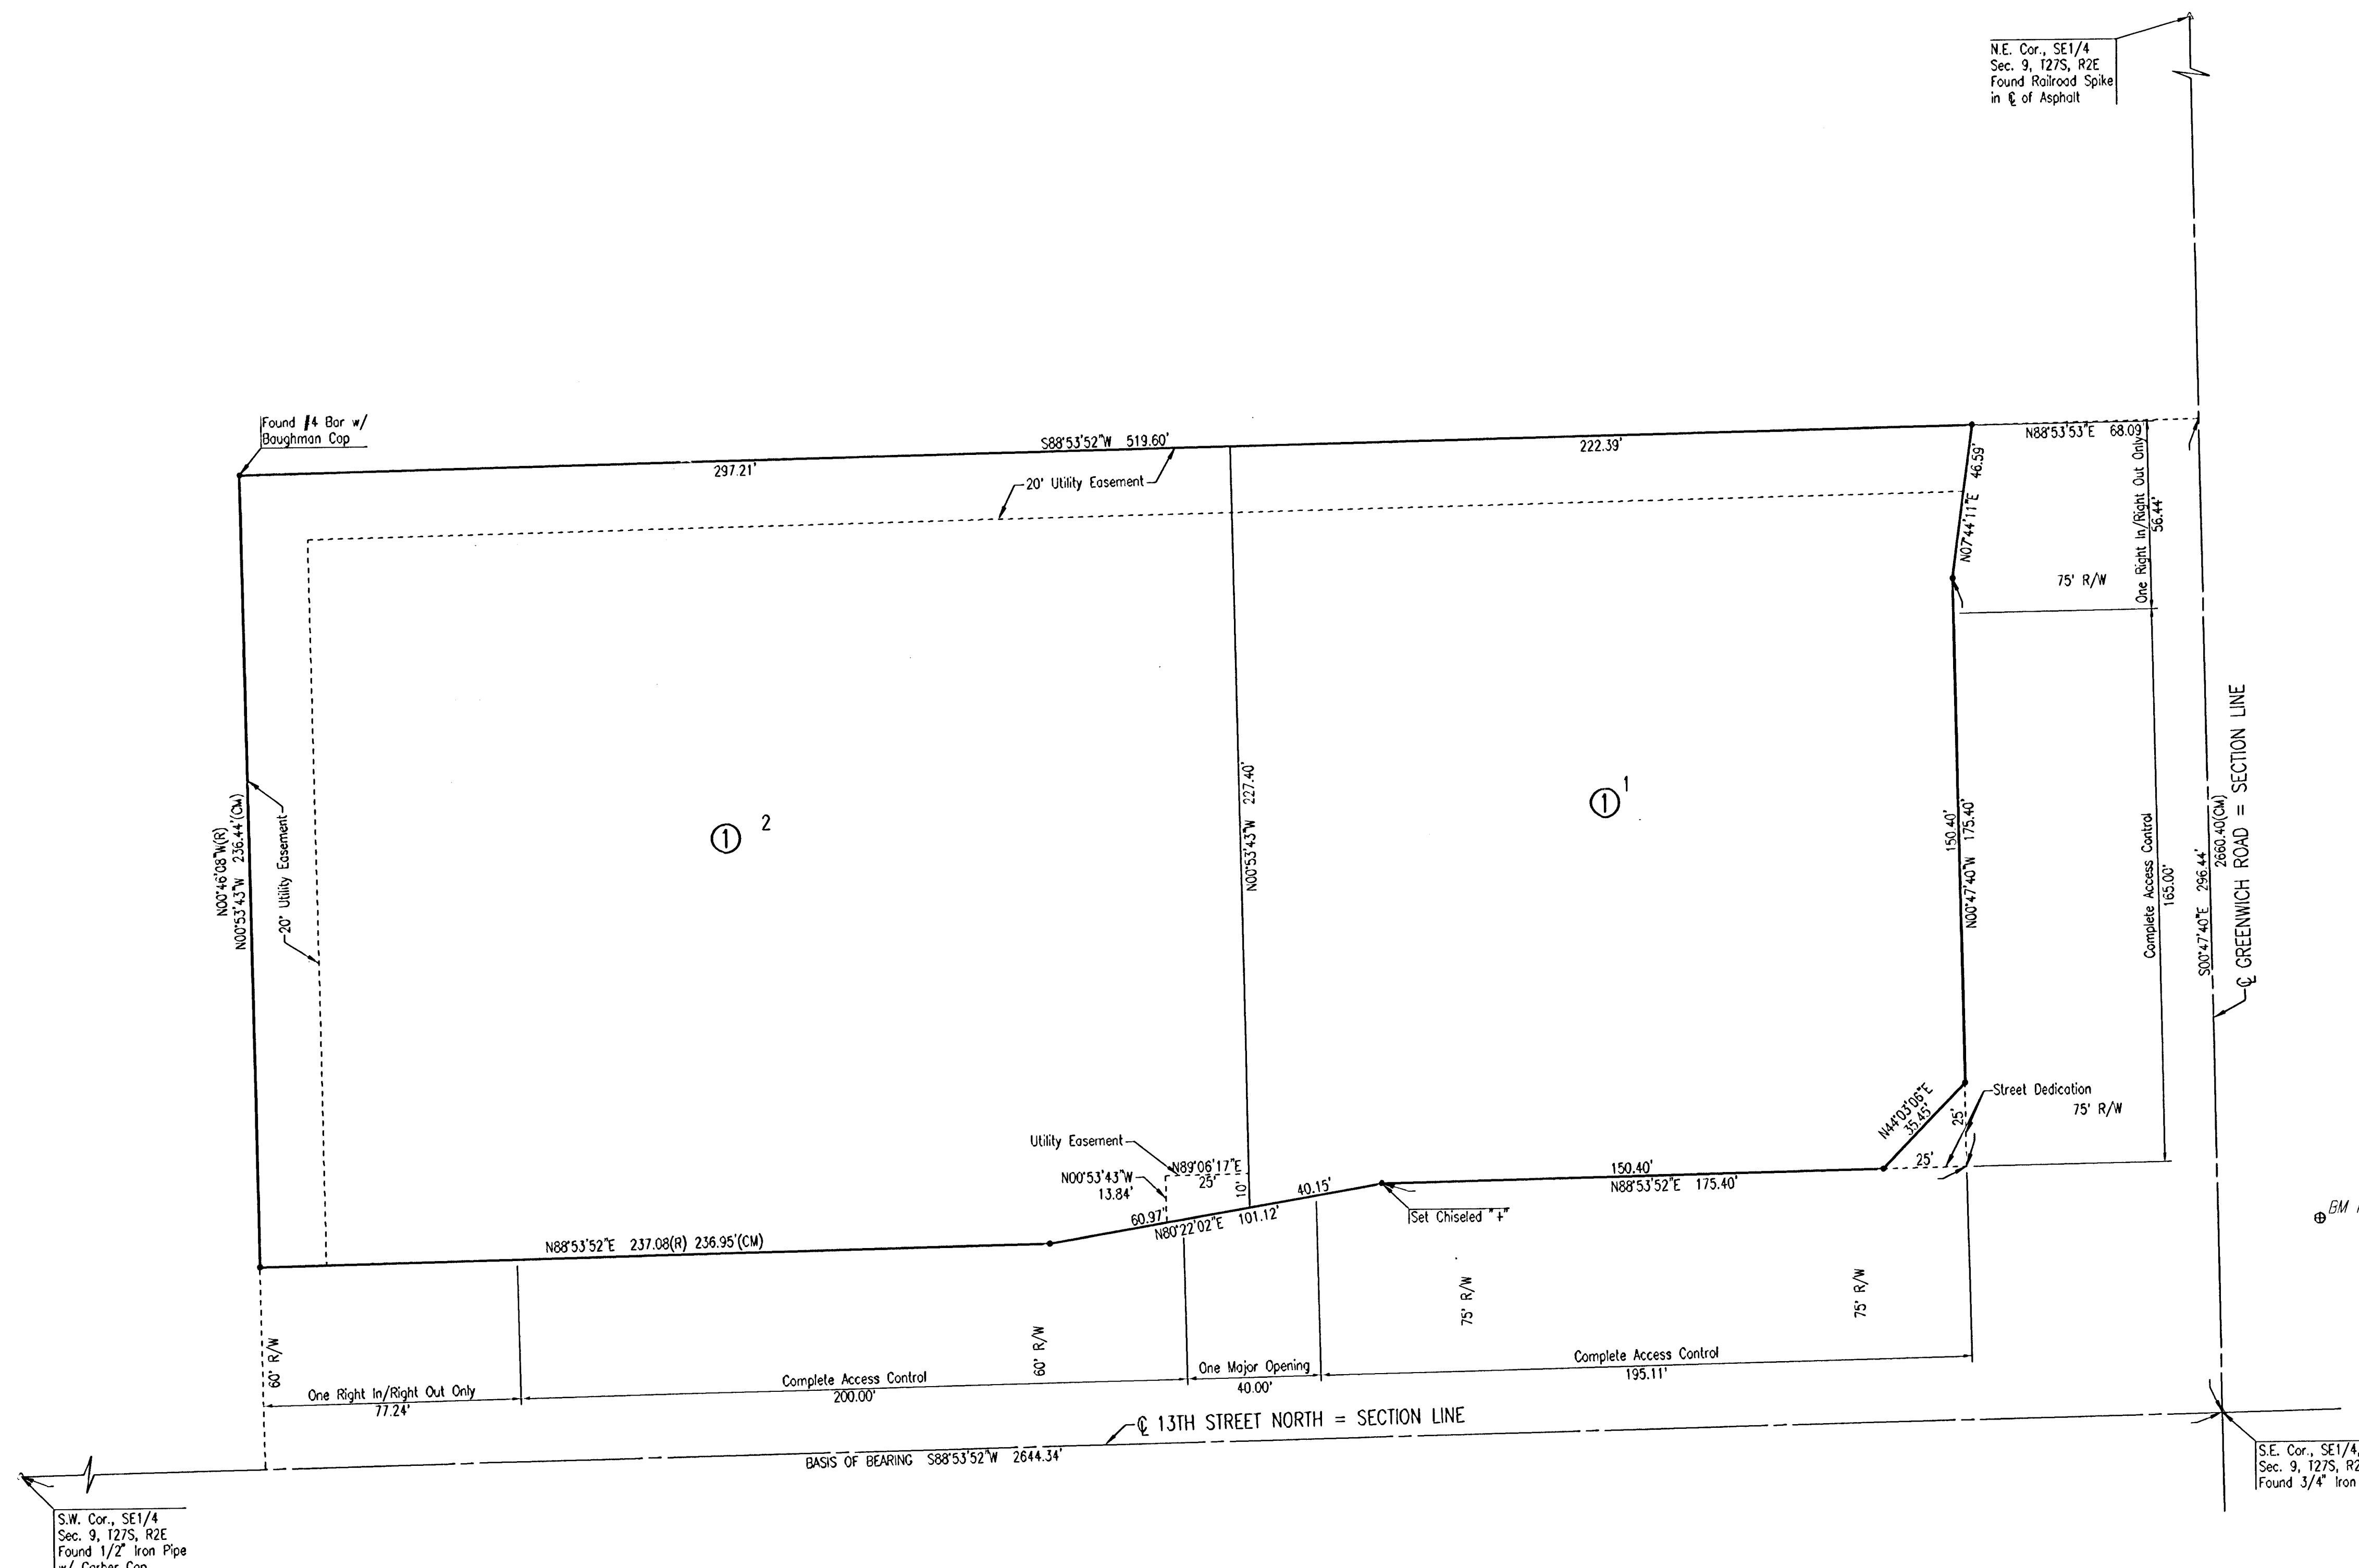 N.E. Cor., SE1/4
Sec. 9, T27S, R2E
Found Railroad Spike
in ℄ of Asphalt
Found #4 Bar w/
Baughman Cap
S88°53'52"W 519.60'
297.21'
222.39'
N88°53'53"E 68.09'
20' Utility Easement
N07°44'11"E 46.59'
One Right In/Right Out Only
56.44'
75' R/W
N00°46'08"W(R)
N00°53'43"W 236.44'(CM)
20' Utility Easement
1 2
N00°53'43"W 227.40'
1 1
150.40'
N00°47'40"W 175.40'
Complete Access Control
165.00'
S00°47'40"E 296.44'
2660.40(CM)
℄ GREENWICH ROAD = SECTION LINE
N44°03'06"E
35.45'
25'
25'
Street Dedication
75' R/W
Utility Easement
N00°53'43"W
13.84'
N89°06'17"E
25'
10'
60.97'
40.15'
N80°22'02"E 101.12'
150.40'
N88°53'52"E 175.40'
Set Chiseled "+"
N88°53'52"E 237.08(R) 236.95'(CM)
BM
60' R/W
60' R/W
75' R/W
75' R/W
One Right In/Right Out Only
77.24'
Complete Access Control
200.00'
One Major Opening
40.00'
Complete Access Control
195.11'
℄ 13TH STREET NORTH = SECTION LINE
BASIS OF BEARING S88°53'52"W 2644.34'
S.W. Cor., SE1/4
Sec. 9, T27S, R2E
Found 1/2" Iron Pipe
S.E. Cor., SE1/4,
Sec. 9, T27S, R2
Found 3/4" Iron